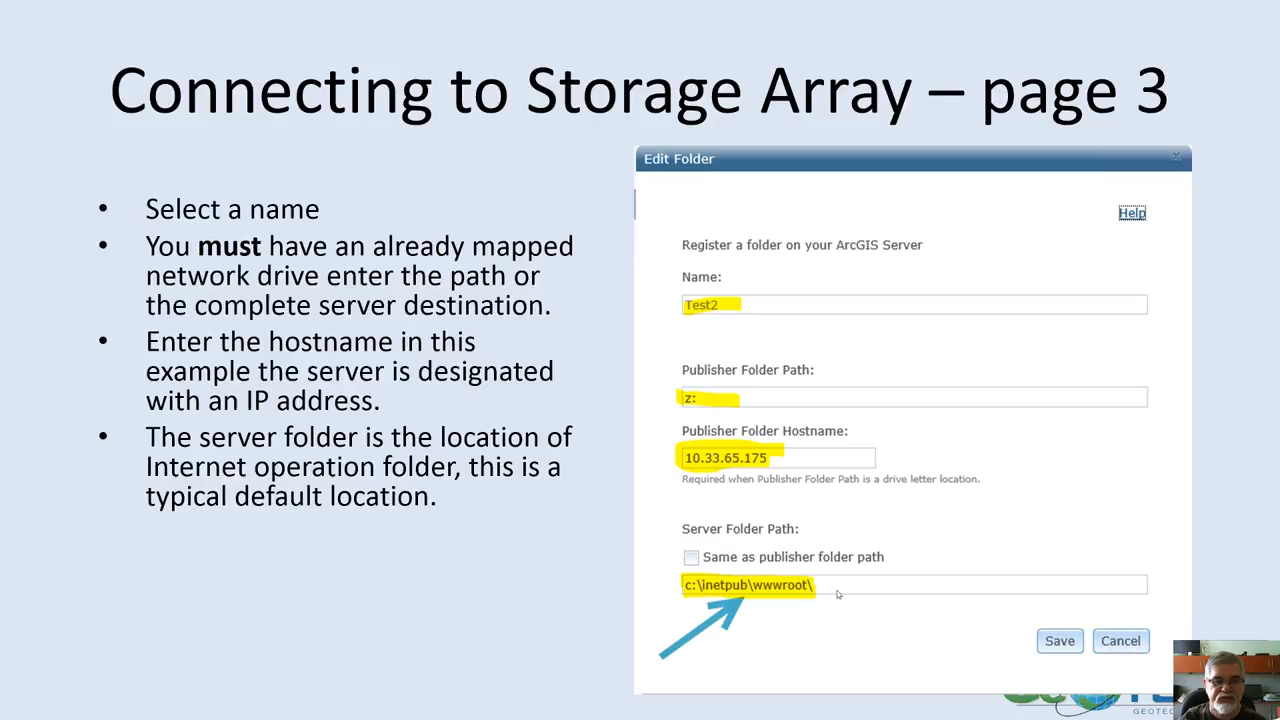 Connecting to Storage Array – page 3
• Select a name
• You must have an already mapped
network drive enter the path or
the complete server destination.
• Enter the hostname in this
example the server is designated
with an IP address.
• The server folder is the location of
Internet operation folder, this is a
typical default location.
Edit Folder
Help
Register a folder on your ArcGIS Server
Name:
Test2
Publisher Folder Path:
z:
Publisher Folder Hostname:
10.33.65.175
Required when Publisher Folder Path is a drive letter location.
Server Folder Path:
Same as publisher folder path
c:\inetpub\wwwroot\
Save Cancel